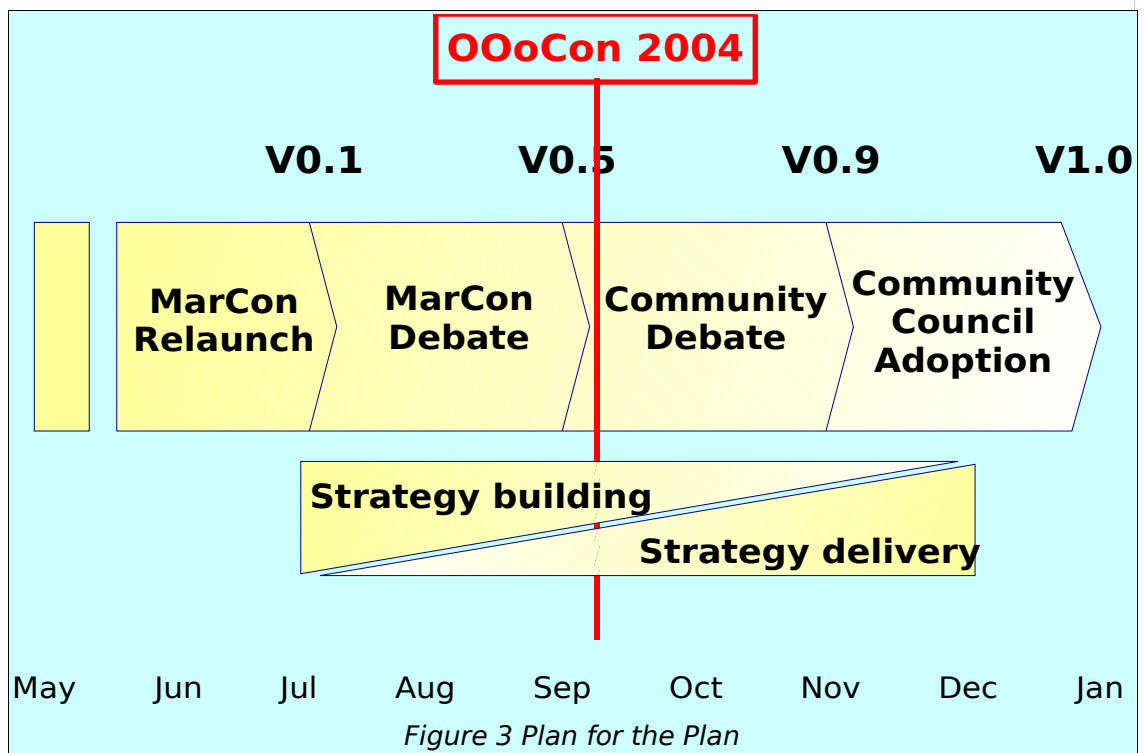 OOoCon 2004
V0.1 V0.5 V0.9 V1.0
MarCon
Relaunch
MarCon
Debate
Community
Debate
Community
Council
Adoption
Strategy building
Strategy delivery
May Jun Jul Aug Sep Oct Nov Dec Jan
Figure 3 Plan for the Plan